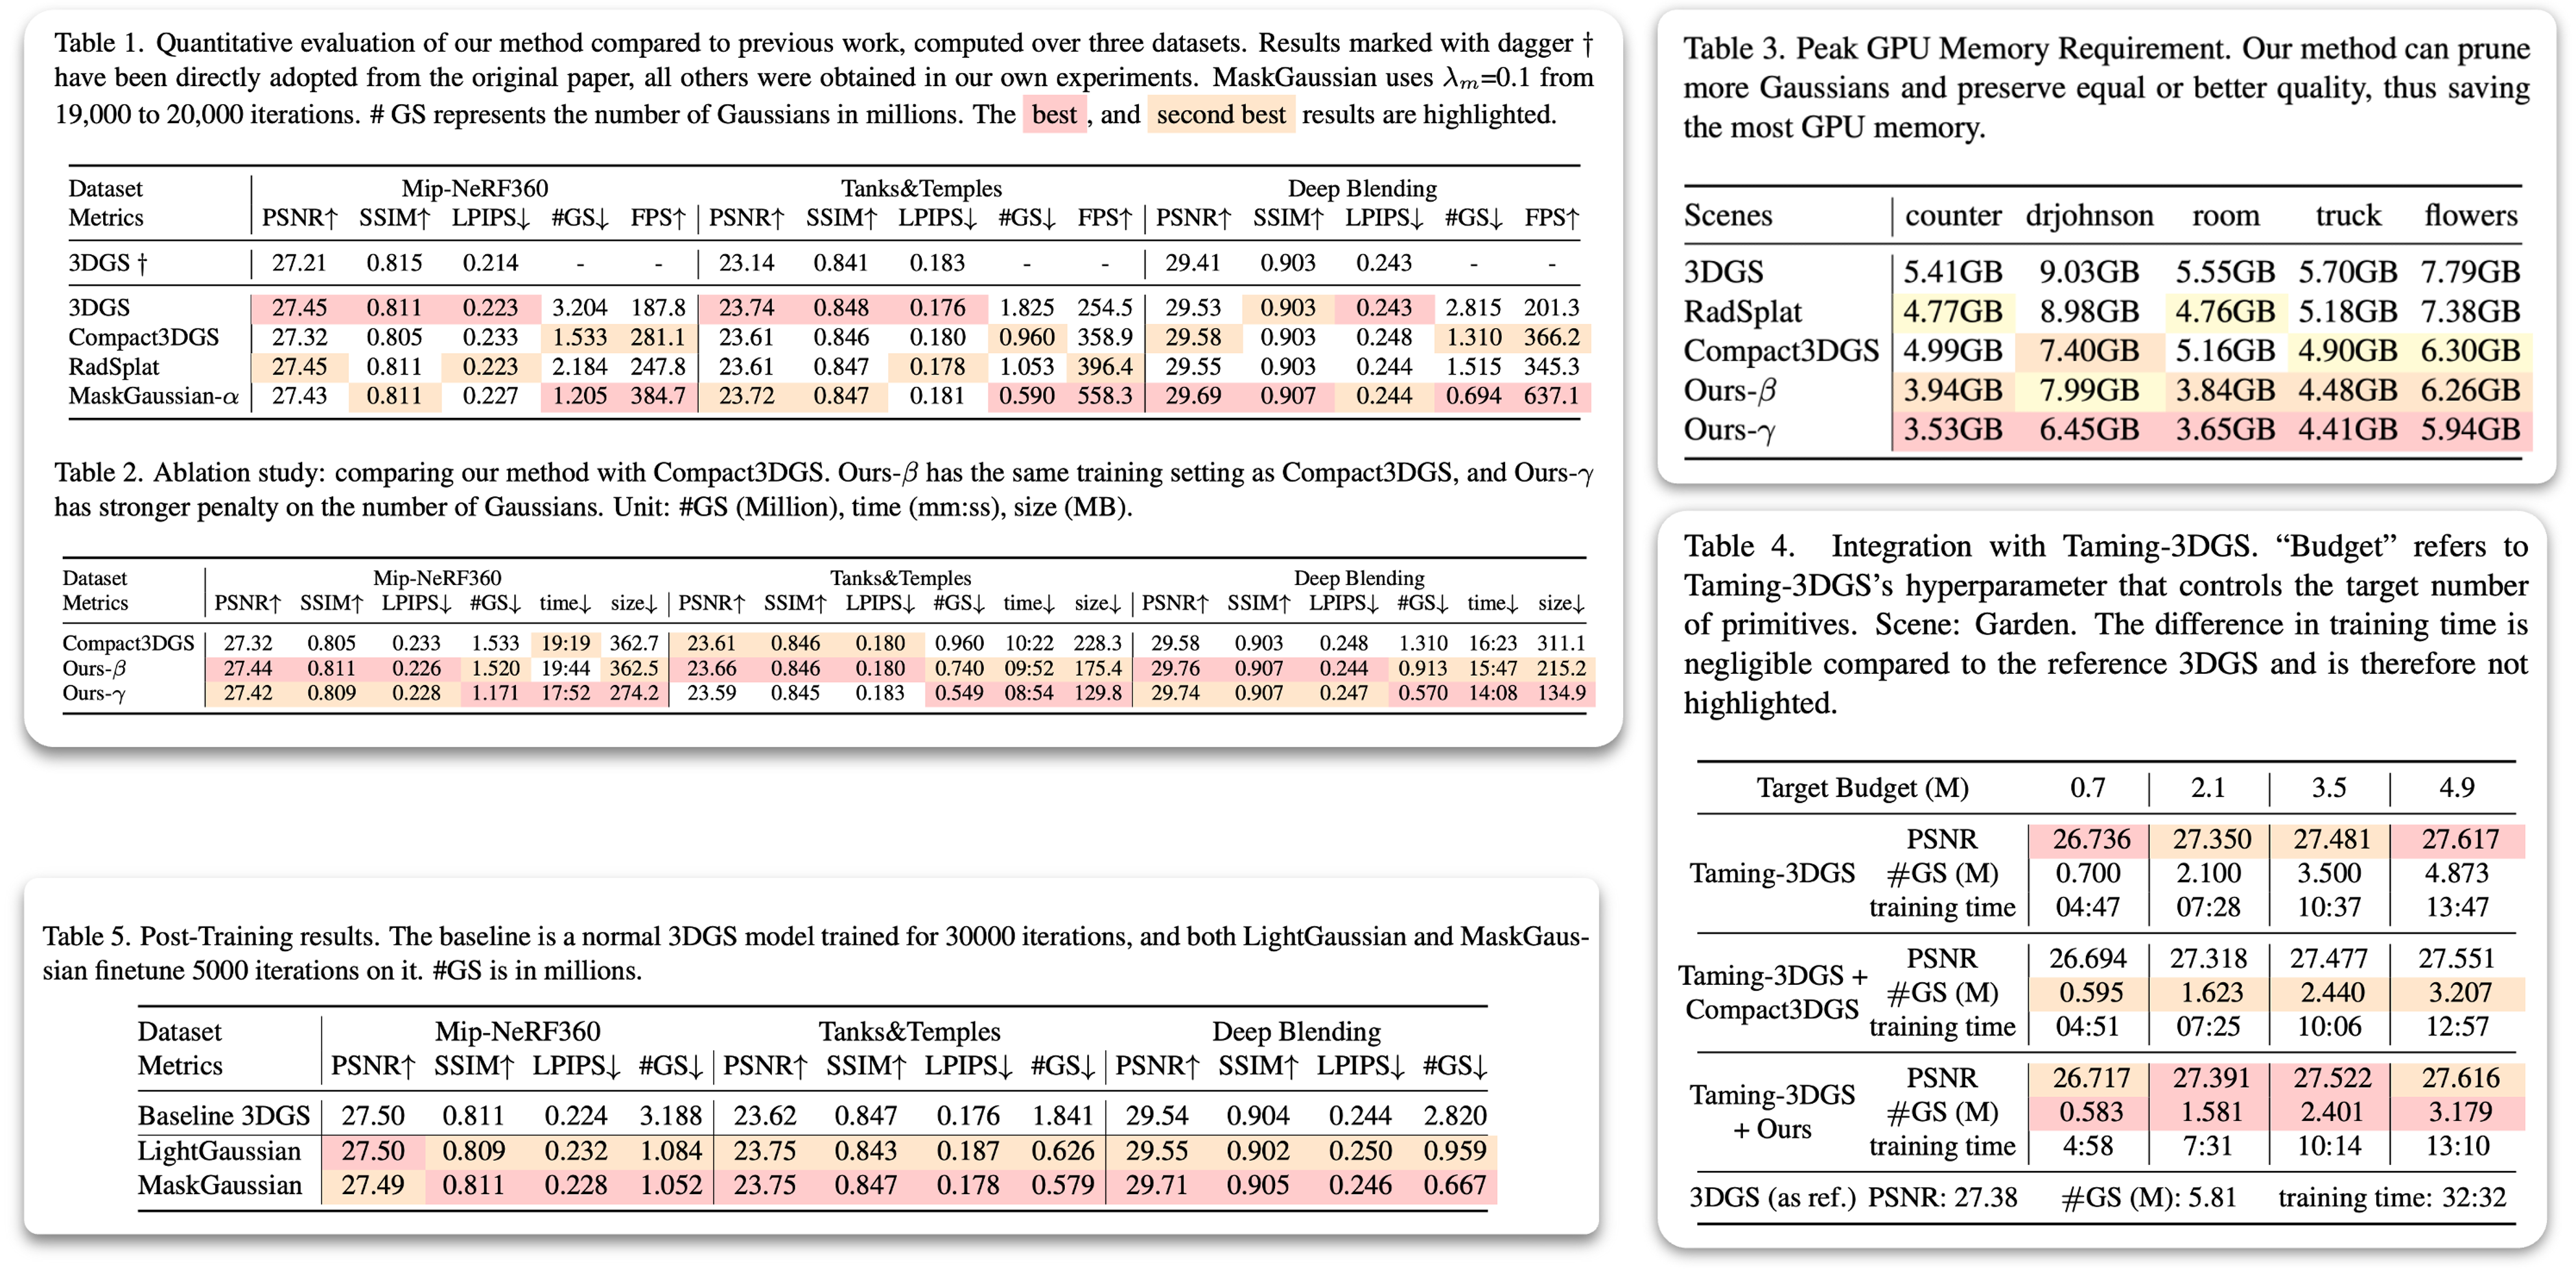 Table 1. Quantitative evaluation of our method compared to previous work, computed over three datasets. Results marked with dagger †
have been directly adopted from the original paper, all others were obtained in our own experiments. MaskGaussian uses λm=0.1 from
19,000 to 20,000 iterations. # GS represents the number of Gaussians in millions. The best , and second best results are highlighted.
Dataset Mip-NeRF360 Tanks&Temples Deep Blending
Metrics PSNR↑ SSIM↑ LPIPS↓ #GS↓ FPS↑ PSNR↑ SSIM↑ LPIPS↓ #GS↓ FPS↑ PSNR↑ SSIM↑ LPIPS↓ #GS↓ FPS↑
3DGS † 27.21 0.815 0.214 - - 23.14 0.841 0.183 - - 29.41 0.903 0.243 - -
3DGS 27.45 0.811 0.223 3.204 187.8 23.74 0.848 0.176 1.825 254.5 29.53 0.903 0.243 2.815 201.3
Compact3DGS 27.32 0.805 0.233 1.533 281.1 23.61 0.846 0.180 0.960 358.9 29.58 0.903 0.248 1.310 366.2
RadSplat 27.45 0.811 0.223 2.184 247.8 23.61 0.847 0.178 1.053 396.4 29.55 0.903 0.244 1.515 345.3
MaskGaussian-α 27.43 0.811 0.227 1.205 384.7 23.72 0.847 0.181 0.590 558.3 29.69 0.907 0.244 0.694 637.1
Table 2. Ablation study: comparing our method with Compact3DGS. Ours-β has the same training setting as Compact3DGS, and Ours-γ
has stronger penalty on the number of Gaussians. Unit: #GS (Million), time (mm:ss), size (MB).
Dataset Mip-NeRF360 Tanks&Temples Deep Blending
Metrics PSNR↑ SSIM↑ LPIPS↓ #GS↓ time↓ size↓ PSNR↑ SSIM↑ LPIPS↓ #GS↓ time↓ size↓ PSNR↑ SSIM↑ LPIPS↓ #GS↓ time↓ size↓
Compact3DGS 27.32 0.805 0.233 1.533 19:19 362.7 23.61 0.846 0.180 0.960 10:22 228.3 29.58 0.903 0.248 1.310 16:23 311.1
Ours-β 27.44 0.811 0.226 1.520 19:44 362.5 23.66 0.846 0.180 0.740 09:52 175.4 29.76 0.907 0.244 0.913 15:47 215.2
Ours-γ 27.42 0.809 0.228 1.171 17:52 274.2 23.59 0.845 0.183 0.549 08:54 129.8 29.74 0.907 0.247 0.570 14:08 134.9
Table 3. Peak GPU Memory Requirement. Our method can prune
more Gaussians and preserve equal or better quality, thus saving
the most GPU memory.
Scenes counter drjohnson room truck flowers
3DGS 5.41GB 9.03GB 5.55GB 5.70GB 7.79GB
RadSplat 4.77GB 8.98GB 4.76GB 5.18GB 7.38GB
Compact3DGS 4.99GB 7.40GB 5.16GB 4.90GB 6.30GB
Ours-β 3.94GB 7.99GB 3.84GB 4.48GB 6.26GB
Ours-γ 3.53GB 6.45GB 3.65GB 4.41GB 5.94GB
Table 4. Integration with Taming-3DGS. “Budget” refers to
Taming-3DGS’s hyperparameter that controls the target number
of primitives. Scene: Garden. The difference in training time is
negligible compared to the reference 3DGS and is therefore not
highlighted.
Target Budget (M) 0.7 2.1 3.5 4.9
PSNR 26.736 27.350 27.481 27.617
Taming-3DGS #GS (M) 0.700 2.100 3.500 4.873
training time 04:47 07:28 10:37 13:47
PSNR 26.694 27.318 27.477 27.551
Taming-3DGS +
#GS (M) 0.595 1.623 2.440 3.207
Compact3DGS
training time 04:51 07:25 10:06 12:57
PSNR 26.717 27.391 27.522 27.616
Taming-3DGS
#GS (M) 0.583 1.581 2.401 3.179
+ Ours
training time 4:58 7:31 10:14 13:10
3DGS (as ref.) PSNR: 27.38 #GS (M): 5.81 training time: 32:32
Table 5. Post-Training results. The baseline is a normal 3DGS model trained for 30000 iterations, and both LightGaussian and MaskGaus-
sian finetune 5000 iterations on it. #GS is in millions.
Dataset Mip-NeRF360 Tanks&Temples Deep Blending
Metrics PSNR↑ SSIM↑ LPIPS↓ #GS↓ PSNR↑ SSIM↑ LPIPS↓ #GS↓ PSNR↑ SSIM↑ LPIPS↓ #GS↓
Baseline 3DGS 27.50 0.811 0.224 3.188 23.62 0.847 0.176 1.841 29.54 0.904 0.244 2.820
LightGaussian 27.50 0.809 0.232 1.084 23.75 0.843 0.187 0.626 29.55 0.902 0.250 0.959
MaskGaussian 27.49 0.811 0.228 1.052 23.75 0.847 0.178 0.579 29.71 0.905 0.246 0.667